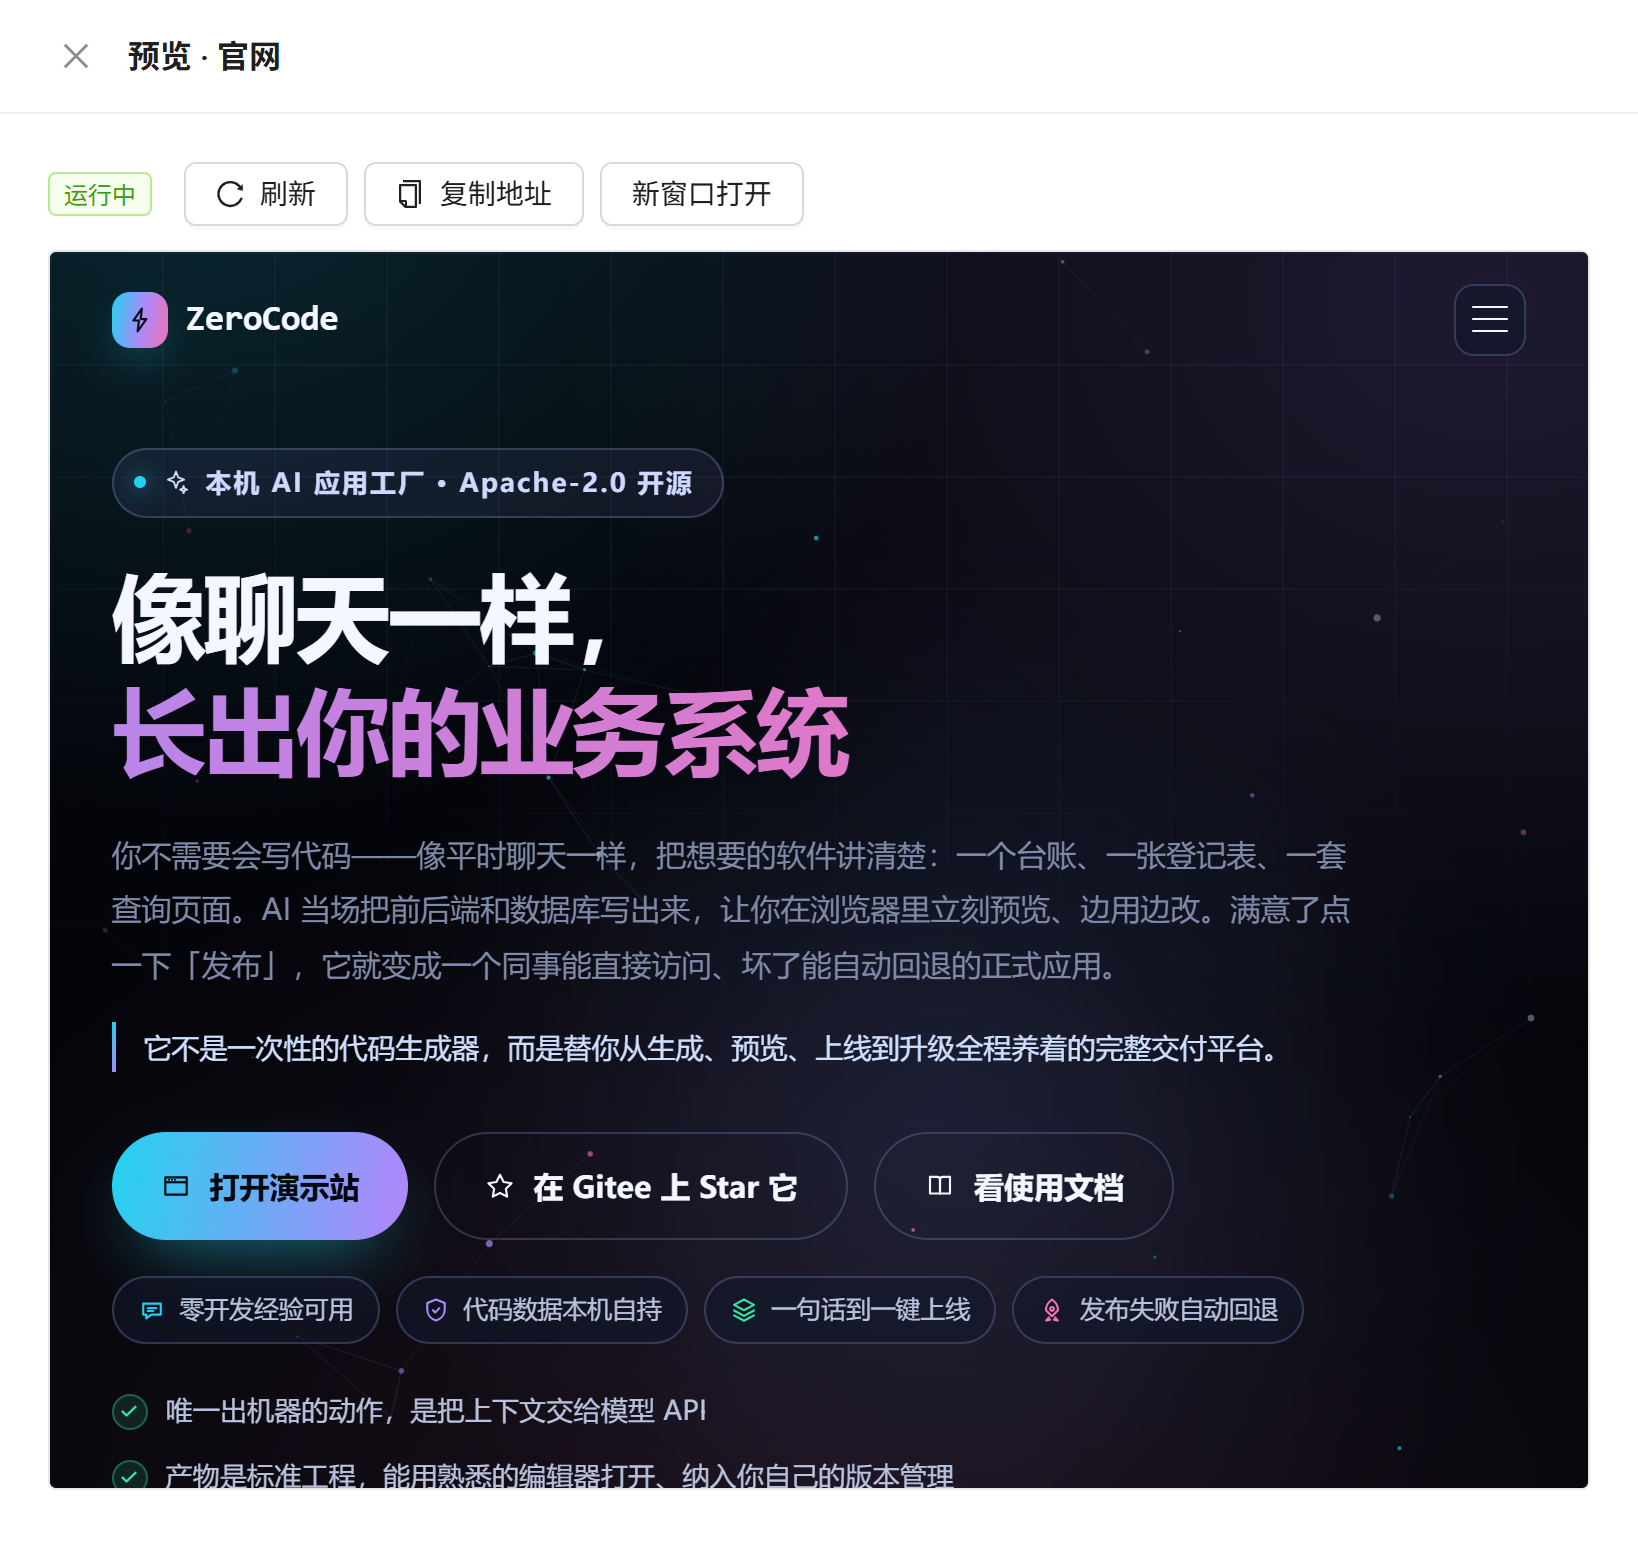 预览 · 官网
运行中
刷新
复制地址
新窗口打开
ZeroCode
本机 AI 应用工厂 • Apache-2.0 开源
像聊天一样，
长出你的业务系统
你不需要会写代码——像平时聊天一样，把想要的软件讲清楚：一个台账、一张登记表、一套
查询页面。AI 当场把前后端和数据库写出来，让你在浏览器里立刻预览、边用边改。满意了点
一下「发布」，它就变成一个同事能直接访问、坏了能自动回退的正式应用。
它不是一次性的代码生成器，而是替你从生成、预览、上线到升级全程养着的完整交付平台。
打开演示站
在 Gitee 上 Star 它
看使用文档
零开发经验可用
代码数据本机自持
一句话到一键上线
发布失败自动回退
唯一出机器的动作，是把上下文交给模型 API
产物是标准工程，能用熟悉的编辑器打开、纳入你自己的版本管理